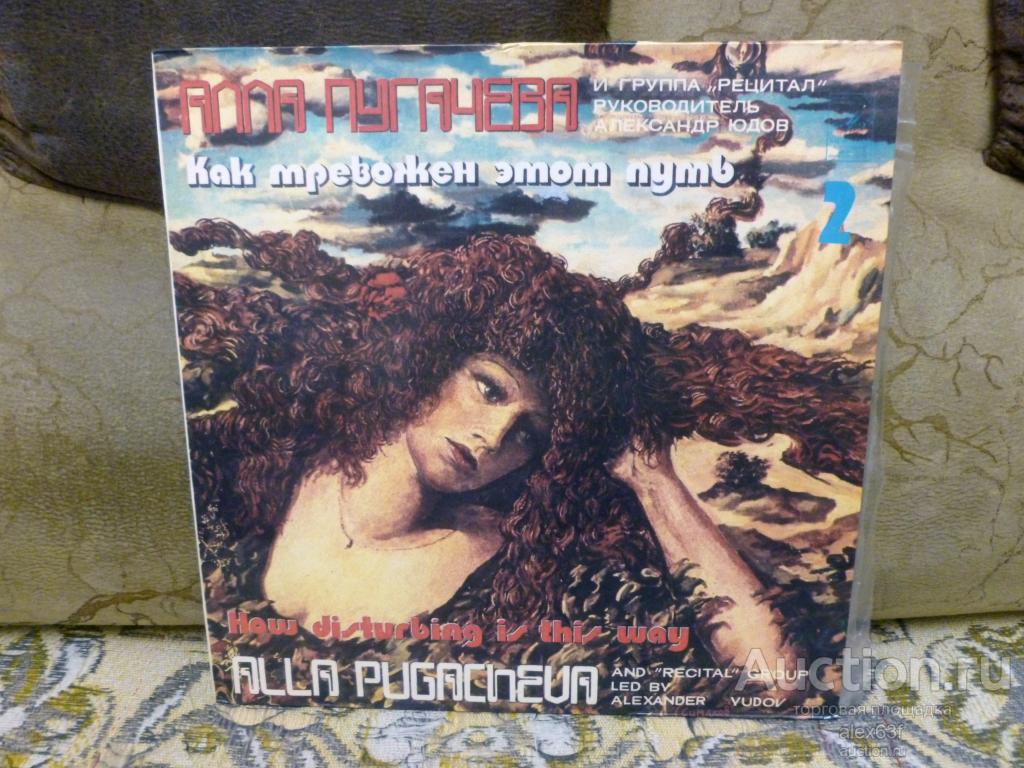 АЛЛА ПУГАЧЕВА
И ГРУППА „РЕЦИТАЛ"
РУКОВОДИТЕЛЬ
АЛЕКСАНДР ЮДОВ
Как тревожен этот путь
2
How disturbing is this way
ALLA PUGACHEVA
AND "RECITAL" GROUP
LED BY
ALEXANDER YUDOV
Auction.ru
торговая площадка
alex63f
auction.ru